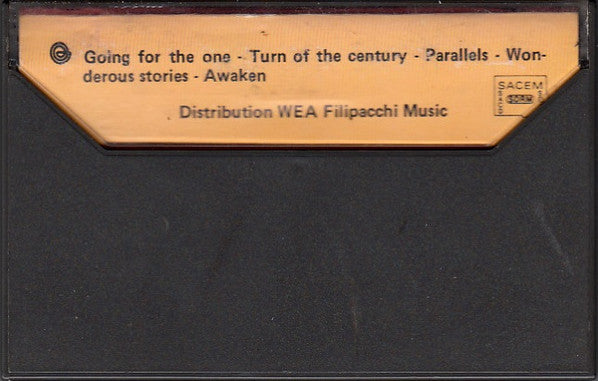 Going for the one - Turn of the century - Parallels - Won-
derous stories - Awaken
Distribution WEA Filipacchi Music
SACEM